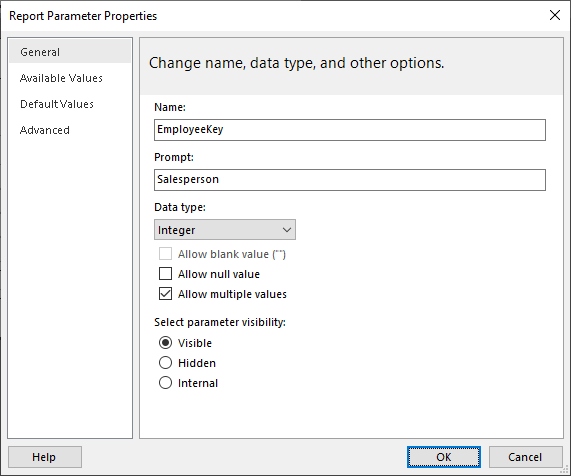 Report Parameter Properties
General
Available Values
Default Values
Advanced
Change name, data type, and other options.
Name:
EmployeeKey
Prompt:
Salesperson
Data type:
Integer
Allow blank value ("")
Allow null value
Allow multiple values
Select parameter visibility:
Visible
Hidden
Internal
Help
OK
Cancel